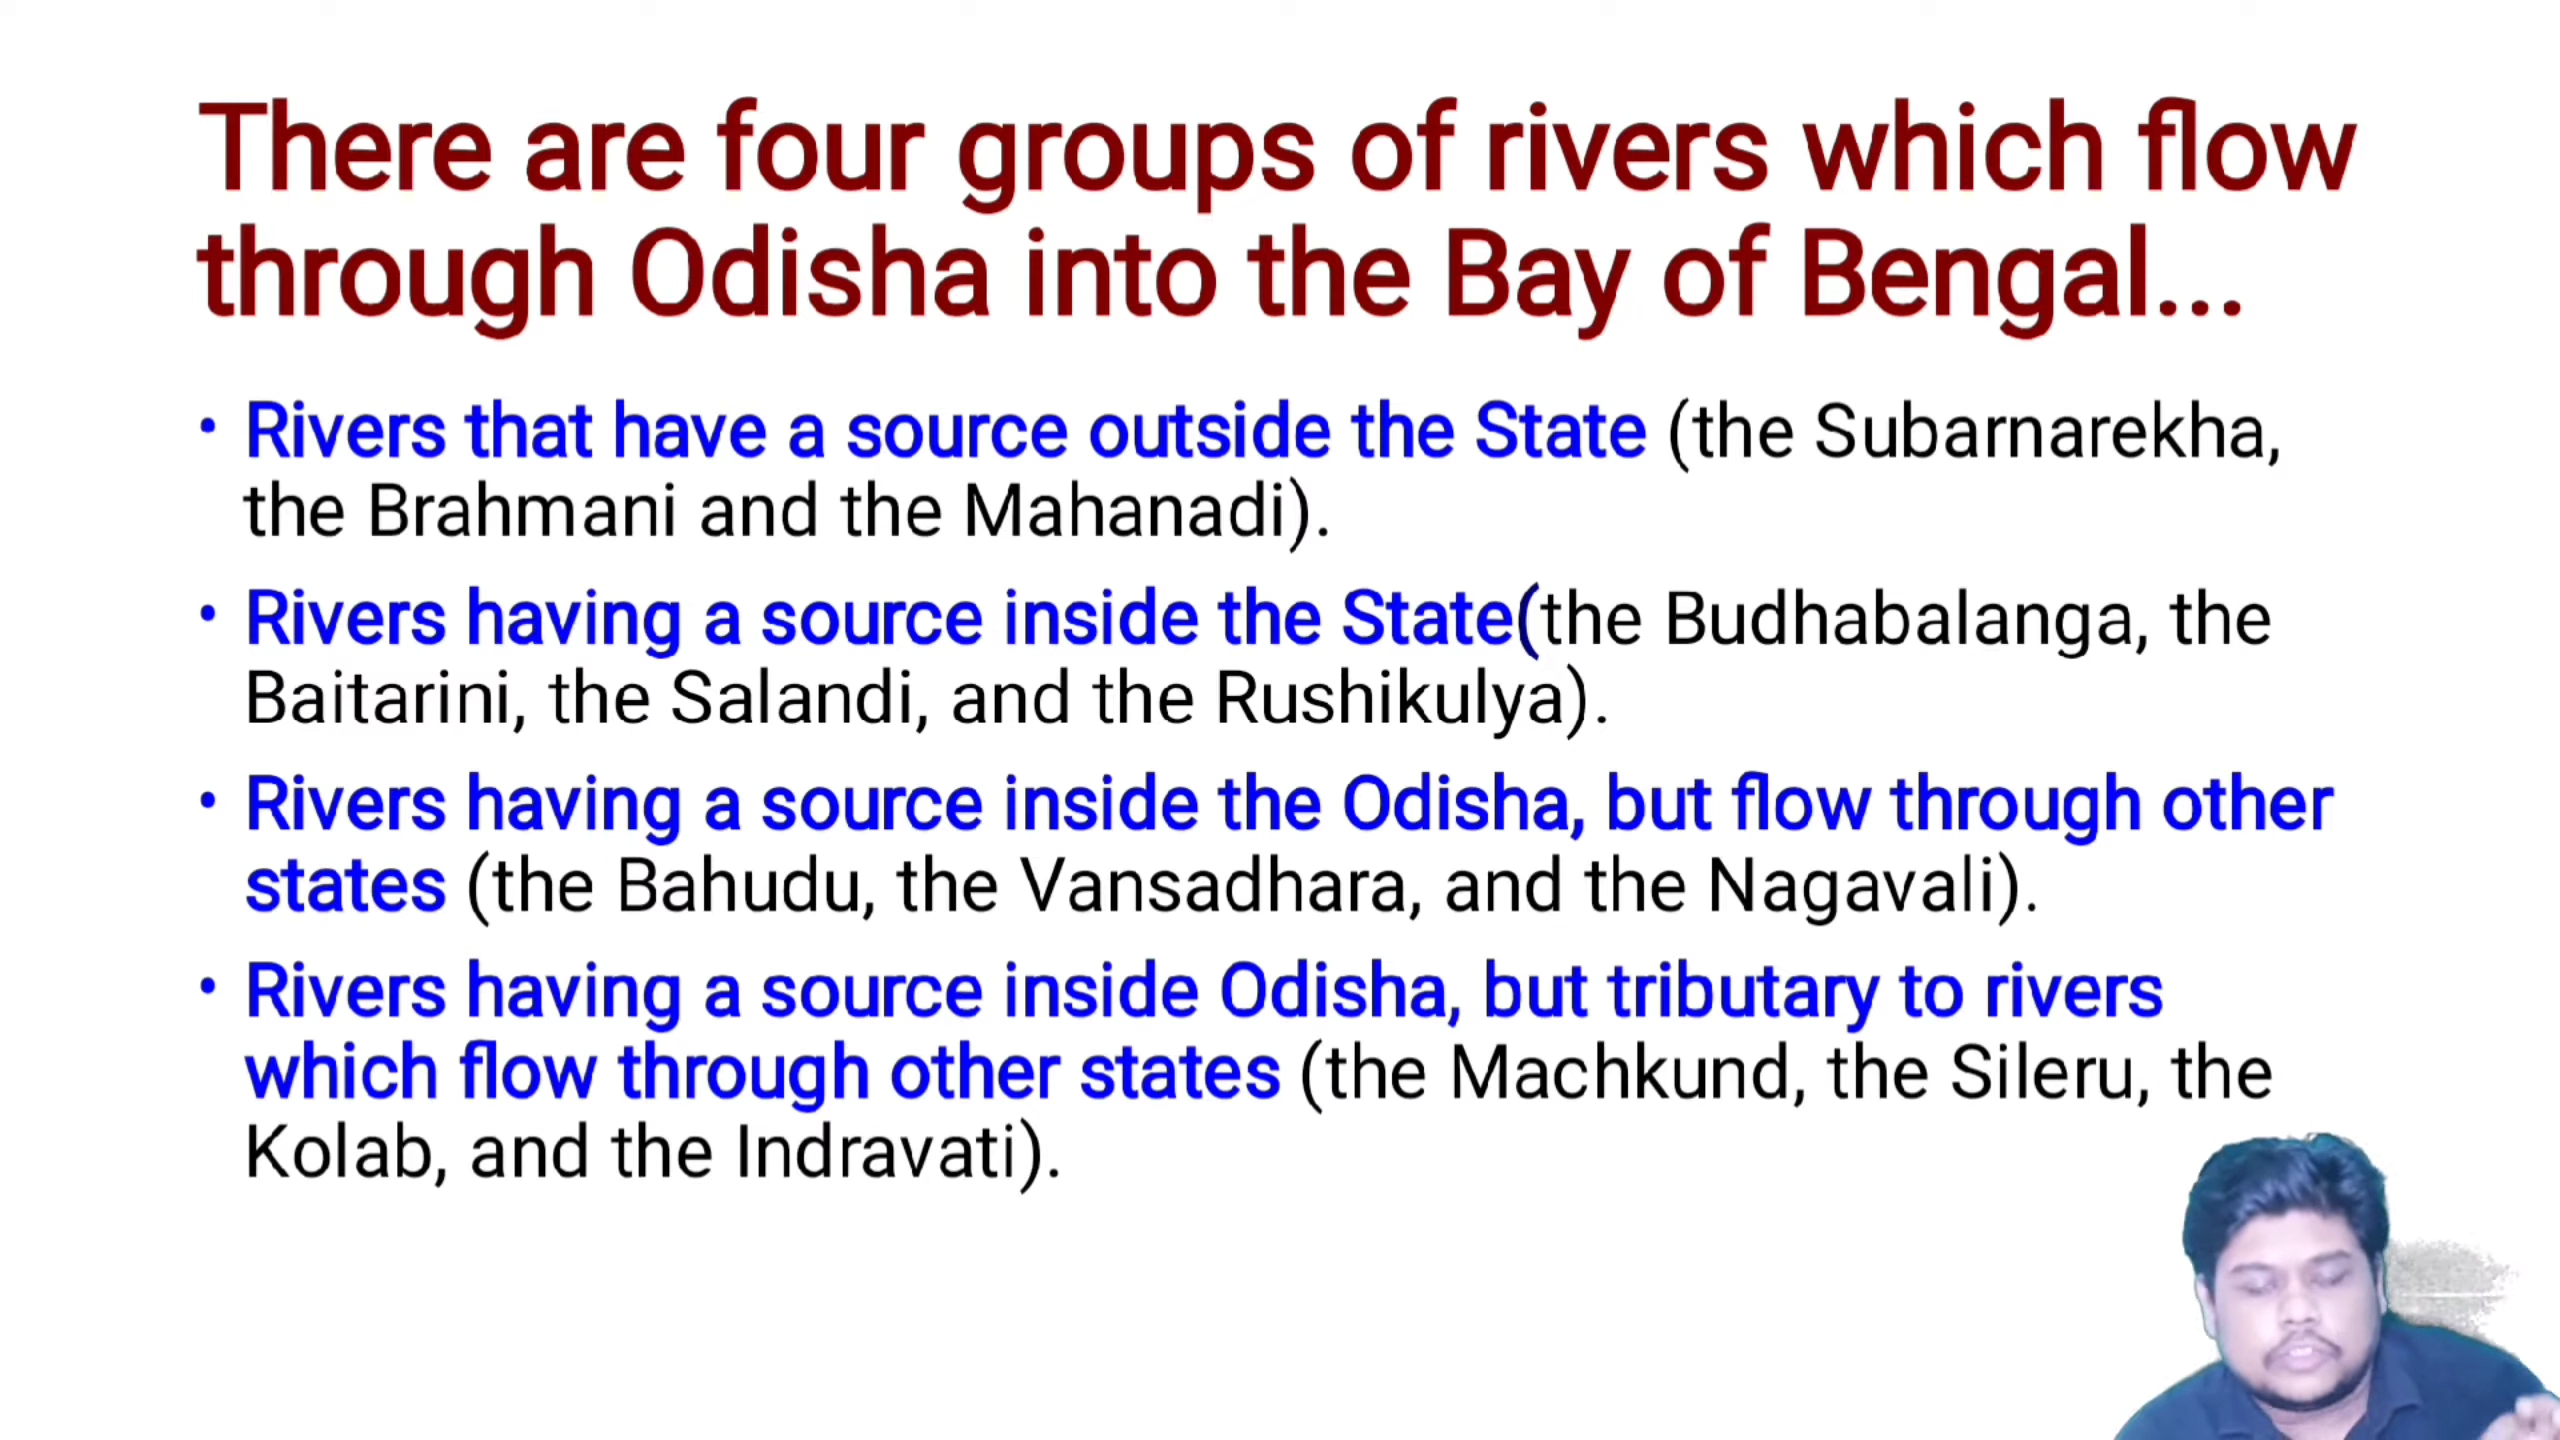 There are four groups of rivers which flow
through Odisha into the Bay of Bengal...
• Rivers that have a source outside the State (the Subarnarekha,
the Brahmani and the Mahanadi).
• Rivers having a source inside the State(the Budhabalanga, the
Baitarini, the Salandi, and the Rushikulya).
• Rivers having a source inside the Odisha, but flow through other
states (the Bahudu, the Vansadhara, and the Nagavali).
• Rivers having a source inside Odisha, but tributary to rivers
which flow through other states (the Machkund, the Sileru, the
Kolab, and the Indravati).